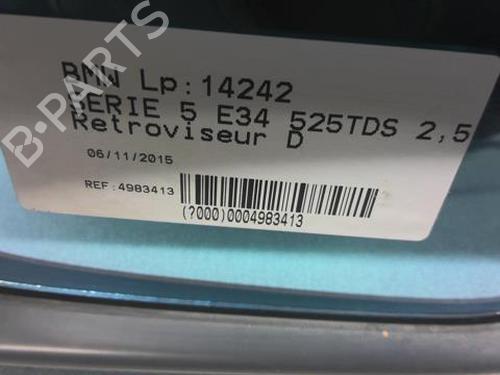 BMW Lp:14242
SERIE 5 E34 525TDS 2,5
Retroviseur D
06/11/2015
REF:4983413
(?000)0004983413
B-PARTS